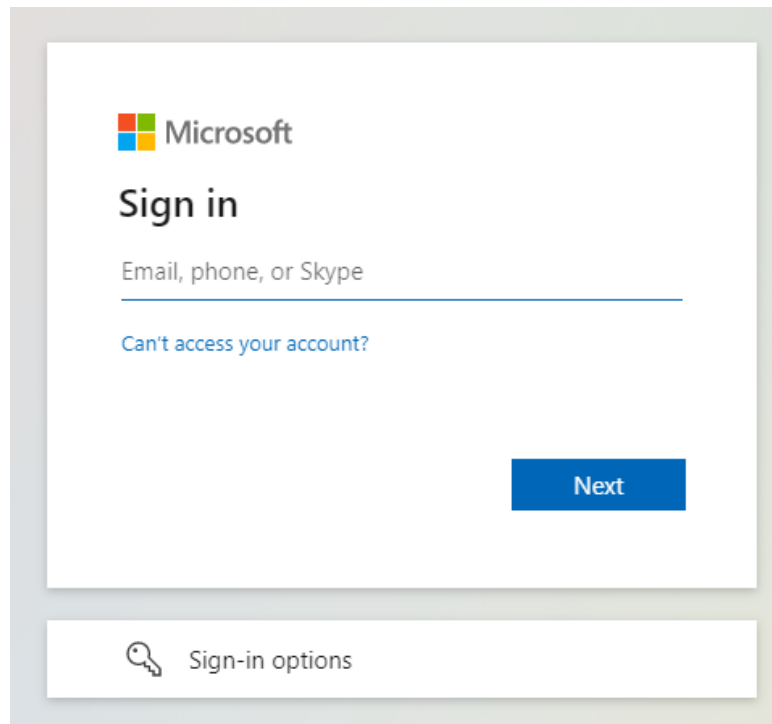 Microsoft
Sign in
Email, phone, or Skype
Can't access your account?
Next
Sign-in options